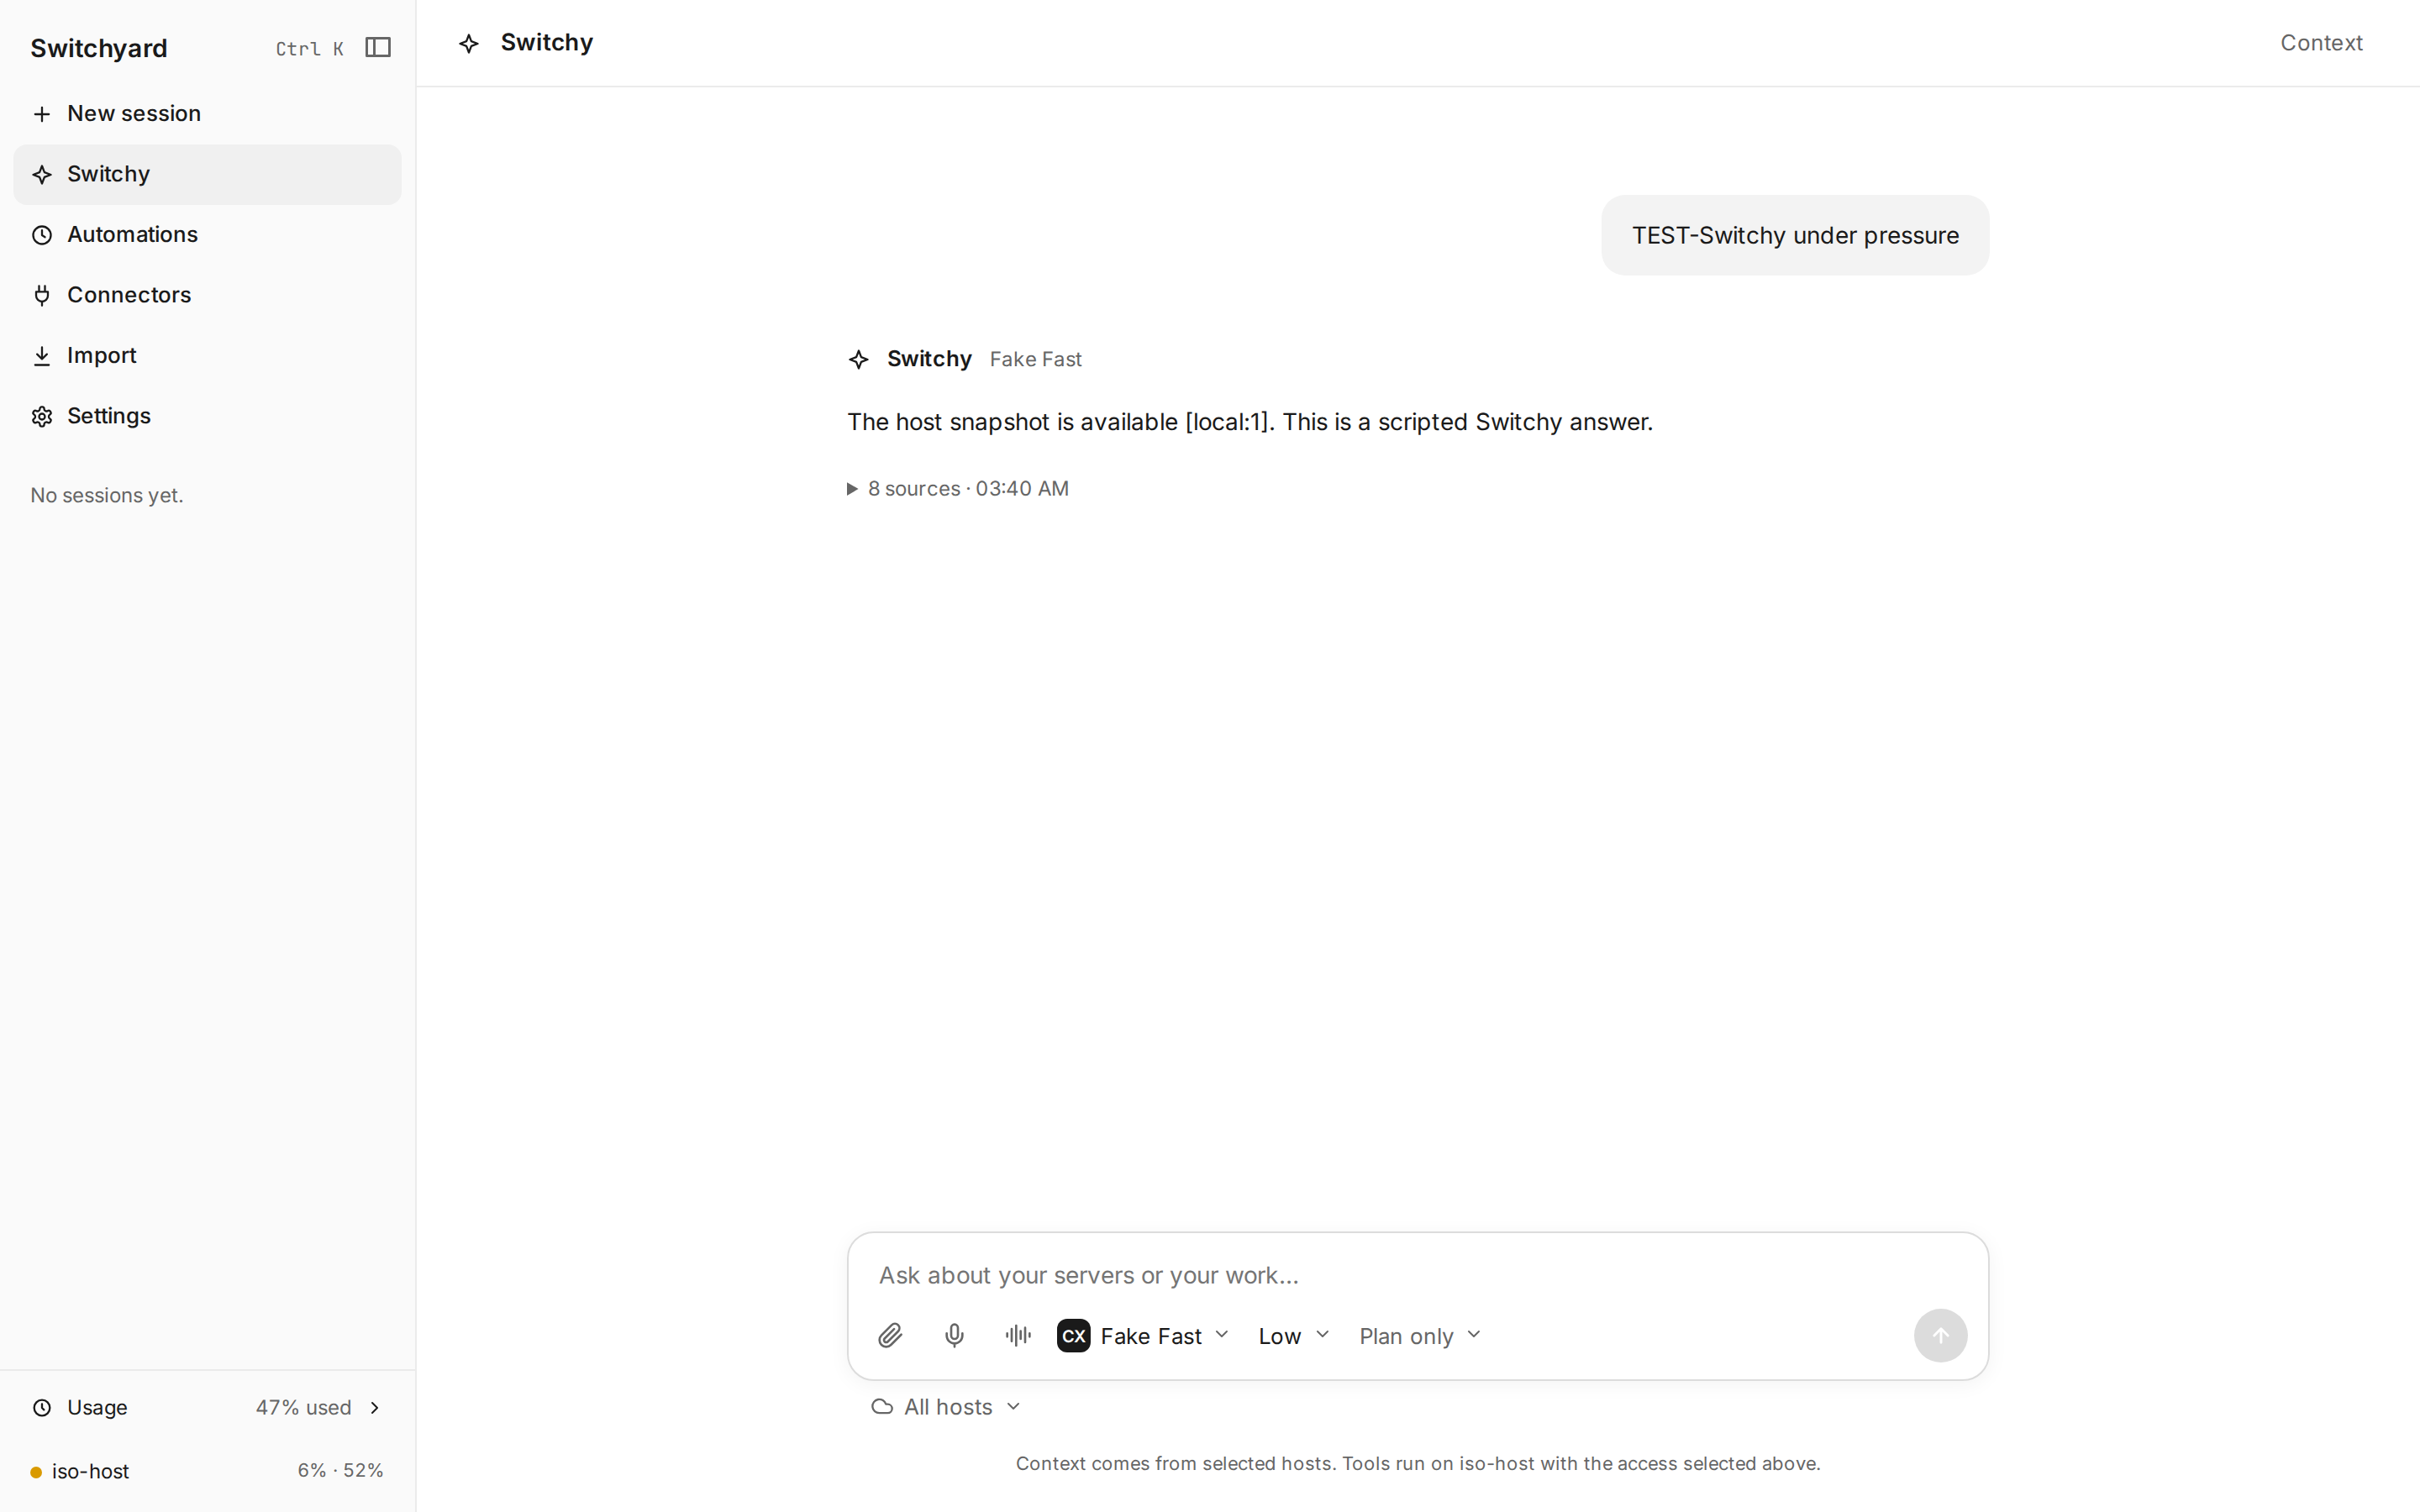 Switchyard
Ctrl K
New session
Switchy
Automations
Connectors
Import
Settings
No sessions yet.
Usage
47% used
iso-host
6% · 52%
Switchy
Context
TEST-Switchy under pressure
Switchy Fake Fast
The host snapshot is available [local:1]. This is a scripted Switchy answer.
8 sources · 03:40 AM
Ask about your servers or your work...
CX Fake Fast Low Plan only
All hosts
Context comes from selected hosts. Tools run on iso-host with the access selected above.